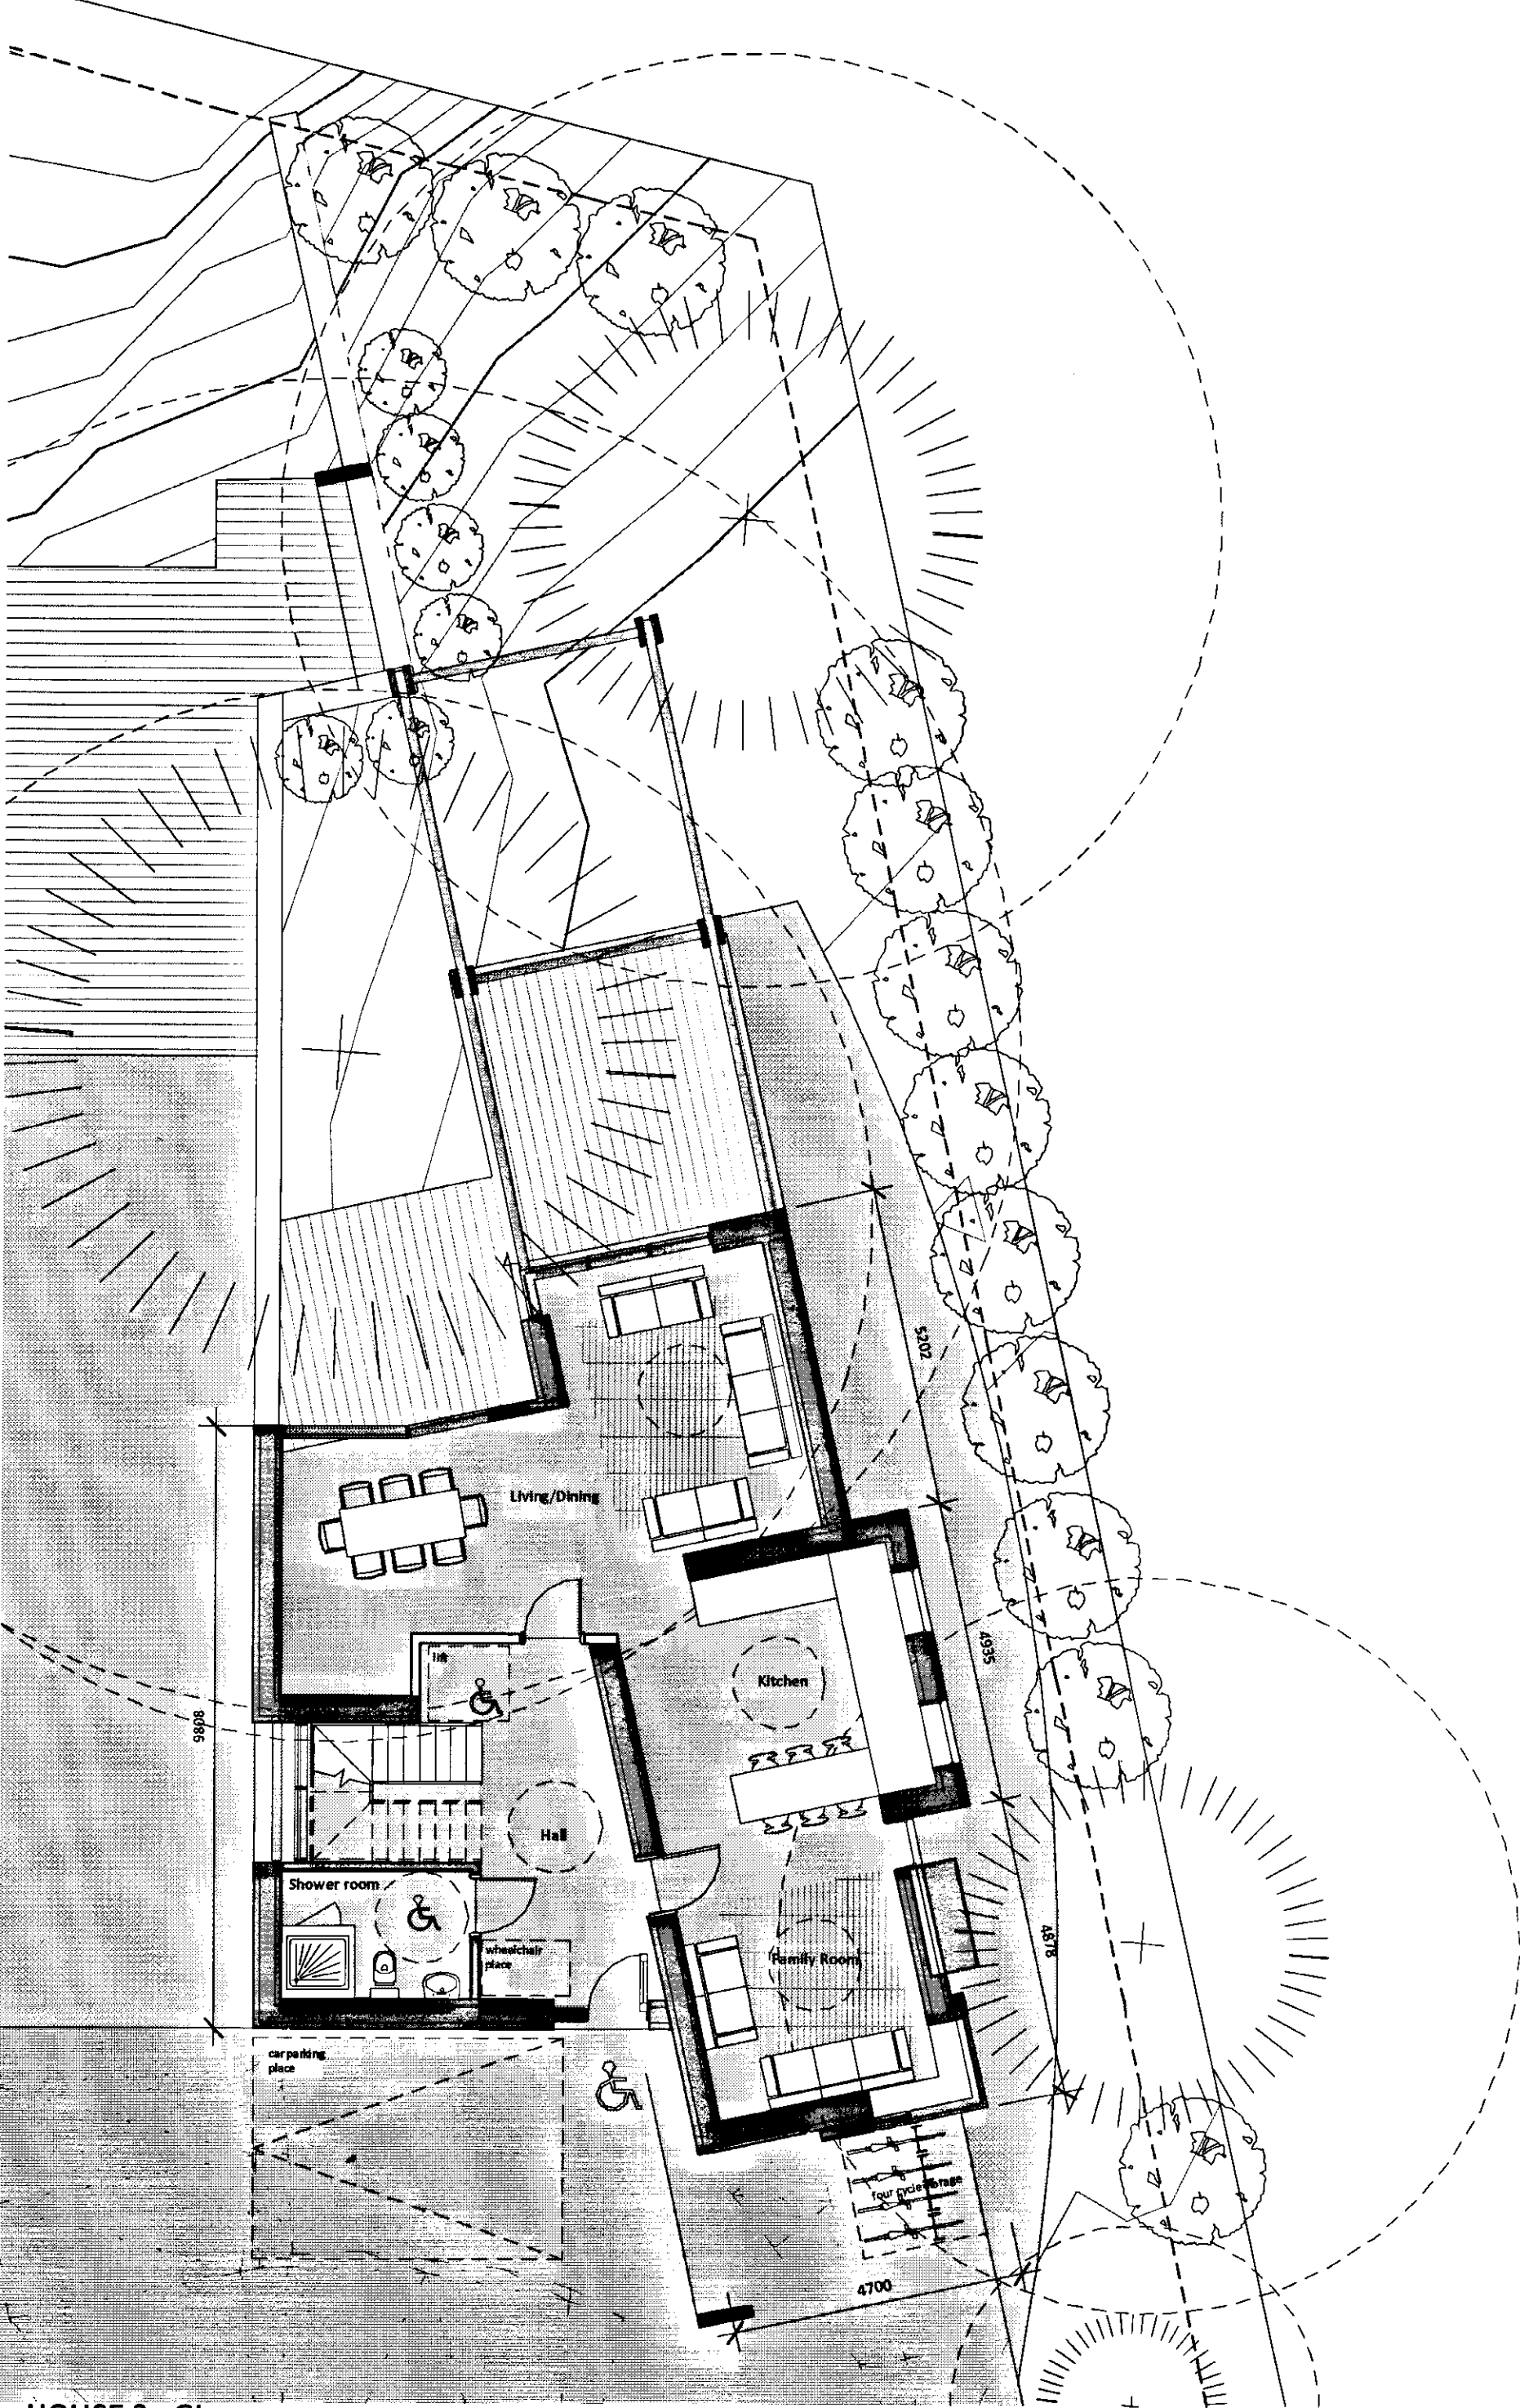 5202
Living/Dining
4935
lift
Kitchen
9808
Hall
Shower room
wheelchair
place
Family Room
4878
car parking
place
four cycle storage
4700